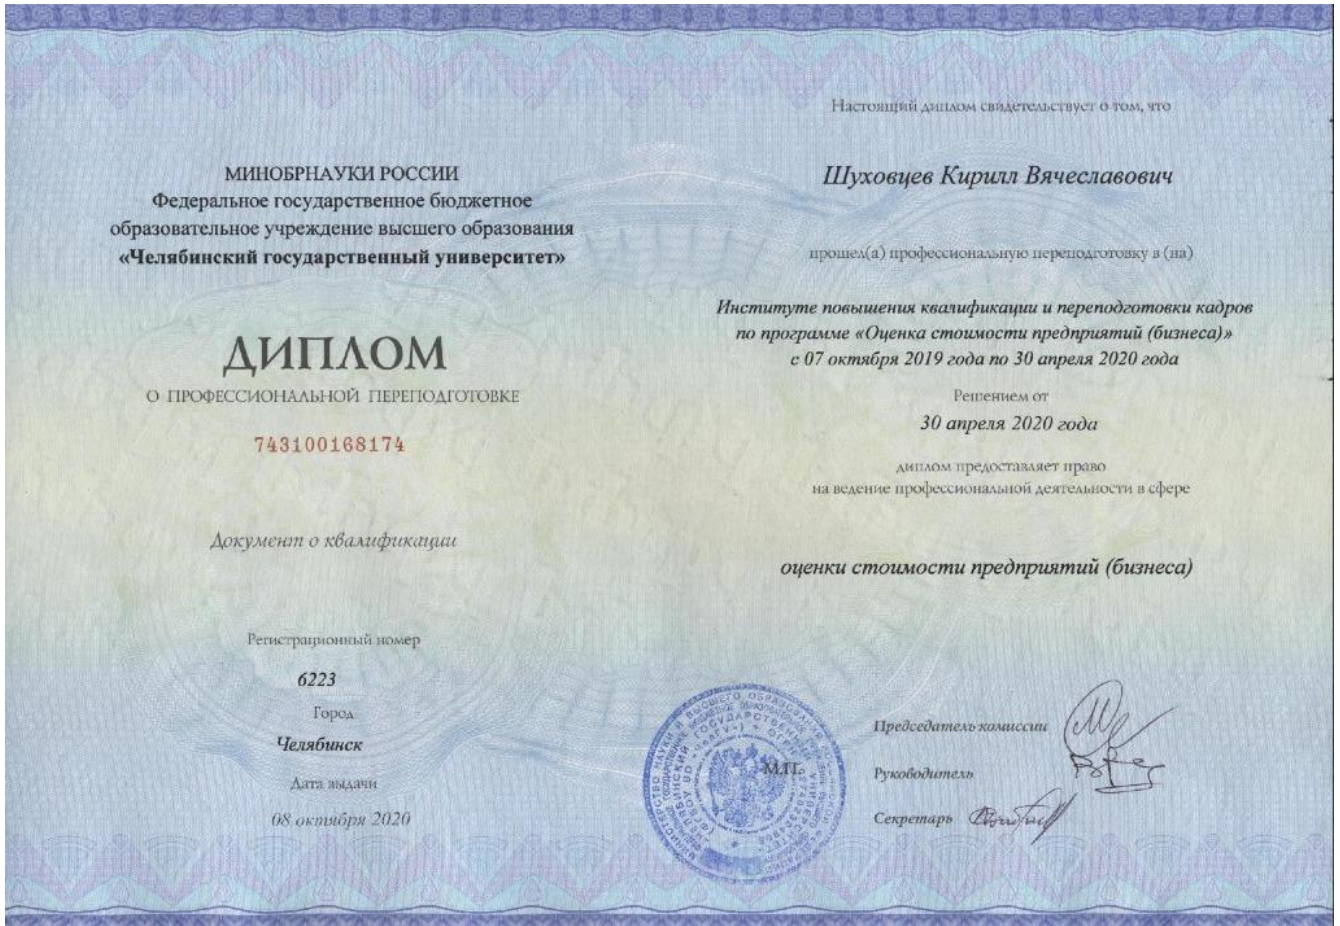 МИНОБРНАУКИ РОССИИ
Федеральное государственное бюджетное
образовательное учреждение высшего образования
«Челябинский государственный университет»
ДИПЛОМ
О ПРОФЕССИОНАЛЬНОЙ ПЕРЕПОДГОТОВКЕ
743100168174
Документ о квалификации
Регистрационный номер
6223
Город
Челябинск
Дата выдачи
08 октября 2020
Настоящий диплом свидетельствует о том, что
Шуховцев Кирилл Вячеславович
прошел(а) профессиональную переподготовку в (на)
Институте повышения квалификации и переподготовки кадров
по программе «Оценка стоимости предприятий (бизнеса)»
с 07 октября 2019 года по 30 апреля 2020 года
Решением от
30 апреля 2020 года
диплом предоставляет право
на ведение профессиональной деятельности в сфере
оценки стоимости предприятий (бизнеса)
М.П.
Председатель комиссии
Руководитель
Секретарь